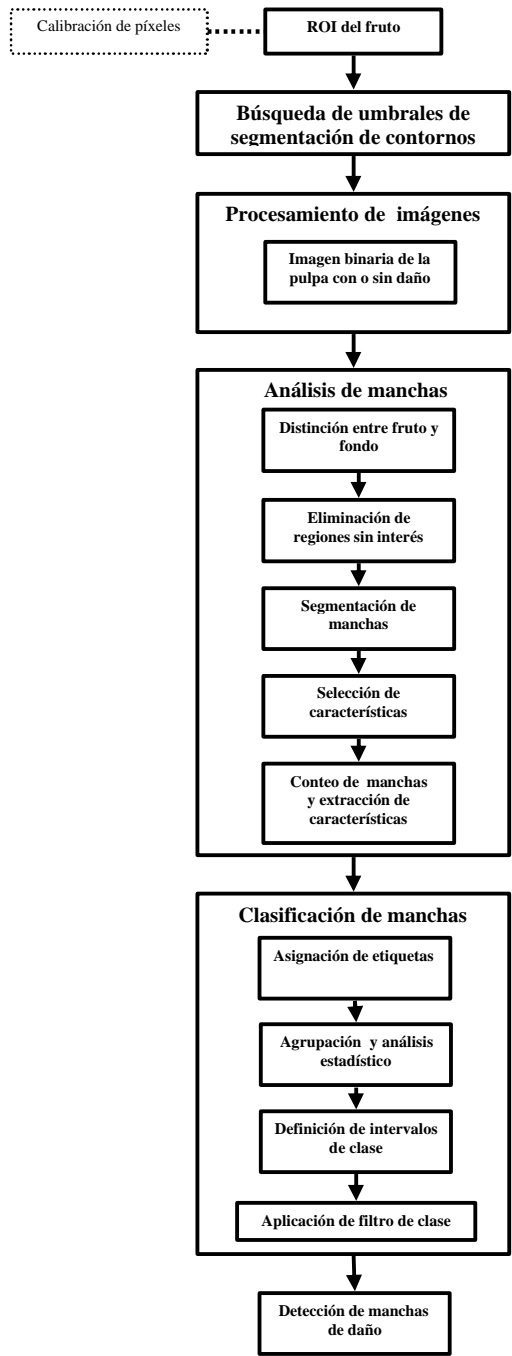 Calibración de píxeles
ROI del fruto
Búsqueda de umbrales de
segmentación de contornos
Procesamiento de imágenes
Imagen binaria de la
pulpa con o sin daño
Análisis de manchas
Distinción entre fruto y
fondo
Eliminación de
regiones sin interés
Segmentación de
manchas
Selección de
características
Conteo de manchas
y extracción de
características
Clasificación de manchas
Asignación de etiquetas
Agrupación y análisis
estadístico
Definición de intervalos
de clase
Aplicación de filtro de clase
Detección de manchas
de daño